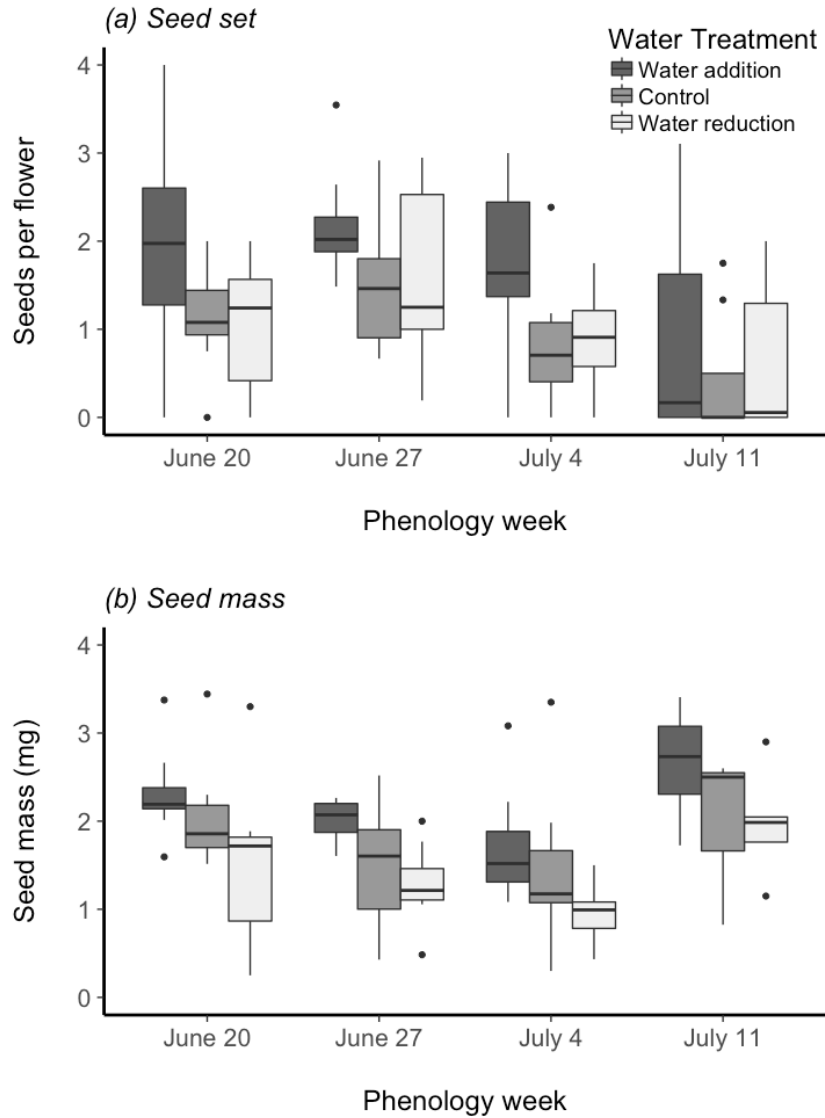 (a) Seed set
Water Treatment
Water addition
Control
Water reduction
Seeds per flower
4
3
2
1
0
June 20 June 27 July 4 July 11
Phenology week
(b) Seed mass
Seed mass (mg)
4
3
2
1
0
June 20 June 27 July 4 July 11
Phenology week